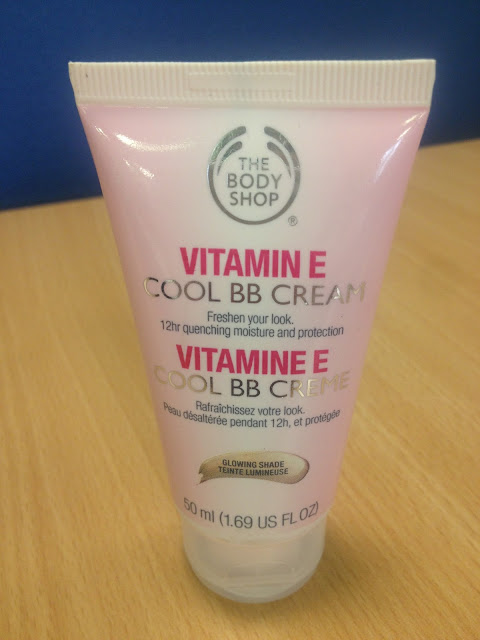 THE
BODY
SHOP
®
VITAMIN E
COOL BB CREAM
Freshen your look.
12hr quenching moisture and protection
VITAMINE E
COOL BB CREME
Rafraîchissez votre look.
Peau désaltérée pendant 12h, et protégée
GLOWING SHADE
TEINTE LUMINEUSE
50 ml (1.69 US FL OZ)